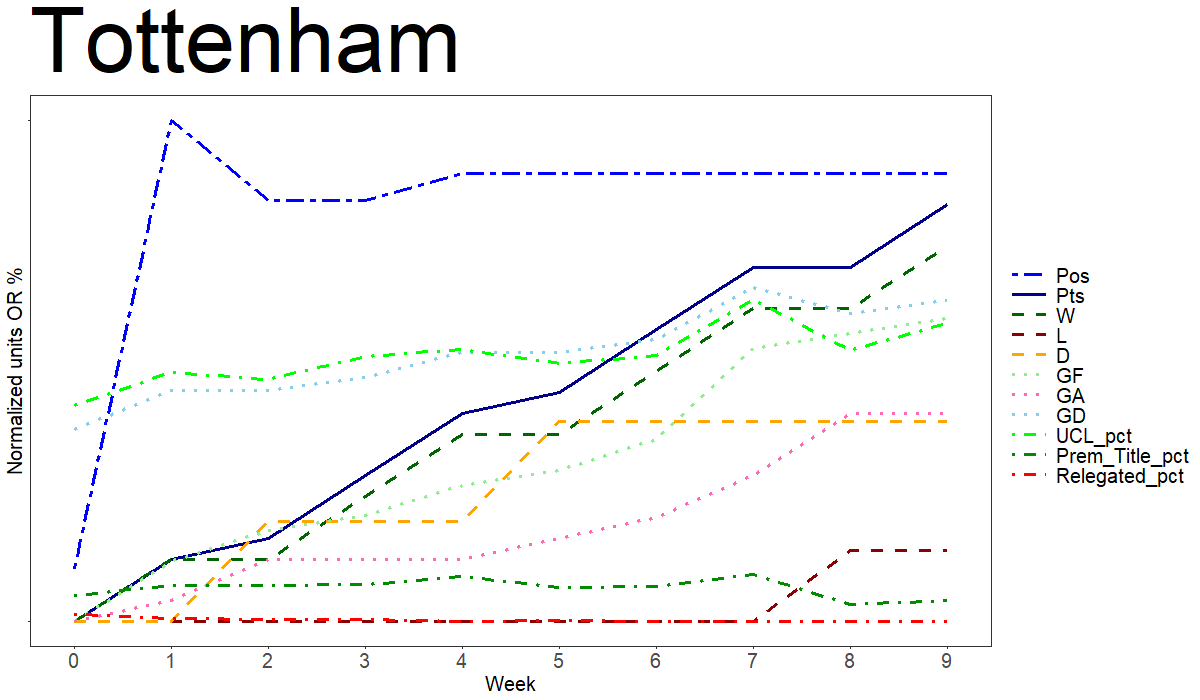 Tottenham
Normalized units OR %
0 1 2 3 4 5 6 7 8 9
Week
Pos
Pts
W
L
D
GF
GA
GD
UCL_pct
Prem_Title_pct
Relegated_pct